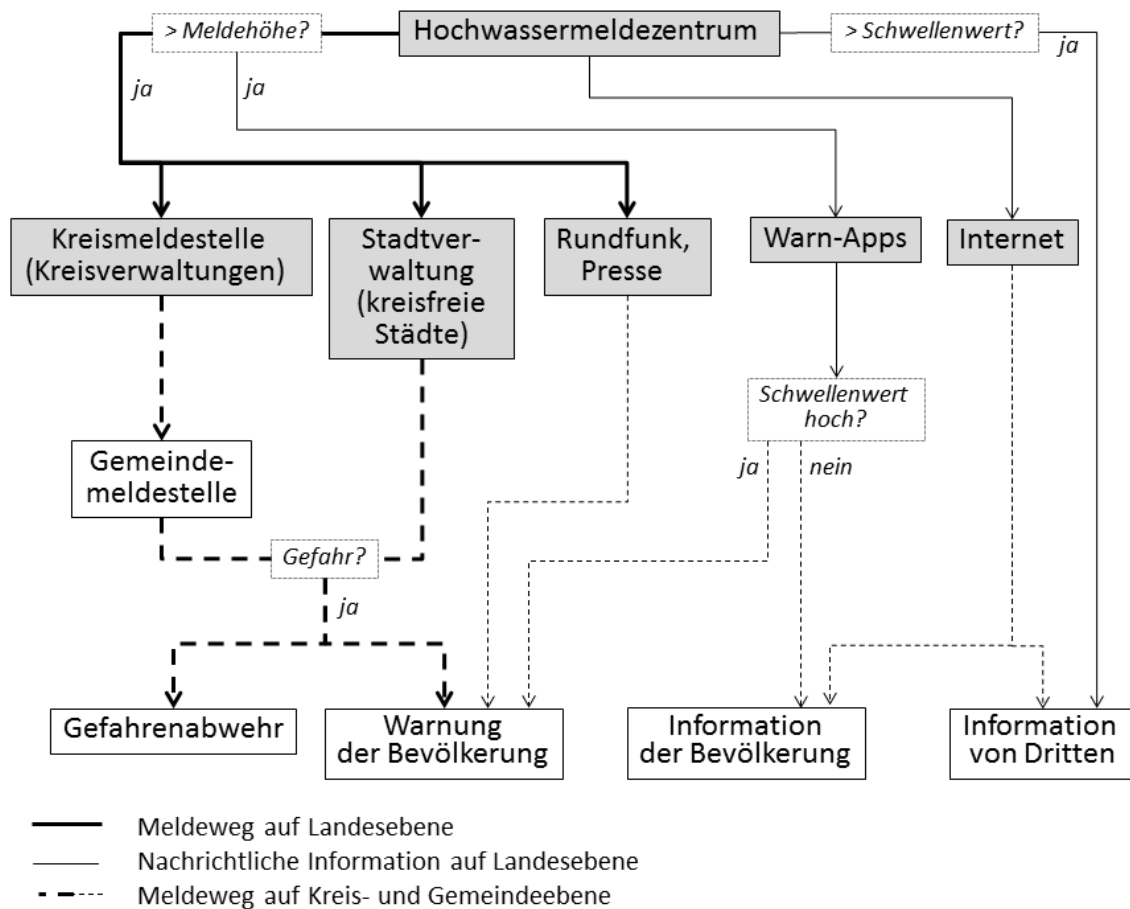 > Meldehöhe?
Hochwassermeldezentrum
> Schwellenwert?
ja
ja
ja
Kreismeldestelle
(Kreisverwaltungen)
Stadtver-
waltung
(kreisfreie
Städte)
Rundfunk,
Presse
Warn-Apps
Internet
Schwellenwert
hoch?
ja
nein
Gemeinde-
meldestelle
Gefahr?
ja
Gefahrenabwehr
Warnung
der Bevölkerung
Information
der Bevölkerung
Information
von Dritten
Meldeweg auf Landesebene
Nachrichtliche Information auf Landesebene
Meldeweg auf Kreis- und Gemeindeebene